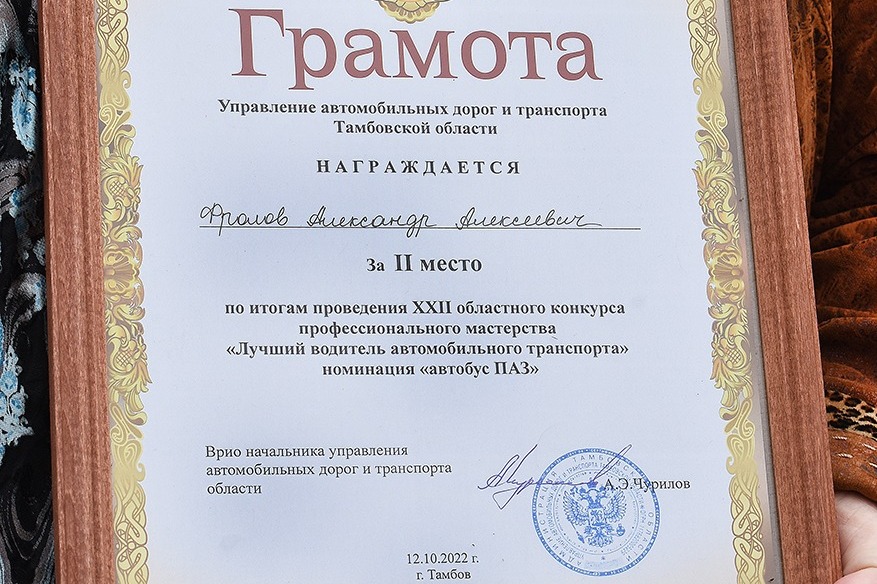 Грамота
Управление автомобильных дорог и транспорта
Тамбовской области
НАГРАЖДАЕТСЯ
Фролов Александр Алексеевич
За II место
по итогам проведения XXII областного конкурса
профессионального мастерства
«Лучший водитель автомобильного транспорта»
номинация «автобус ПАЗ»
Врио начальника управления
автомобильных дорог и транспорта
области
А.Э.Чурилов
12.10.2022 г.
г. Тамбов